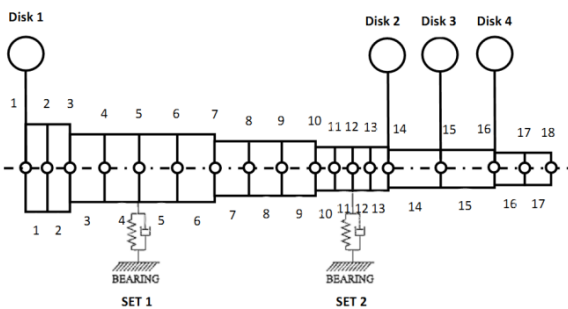 Disk 1
Disk 2 Disk 3 Disk 4
1 2 3 4 5 6 7 8 9 10 11 12 13 14 15 16 17 18
1 2 3 4 5 6 7 8 9 10 11 12 13 14 15 16 17
BEARING BEARING
SET 1 SET 2